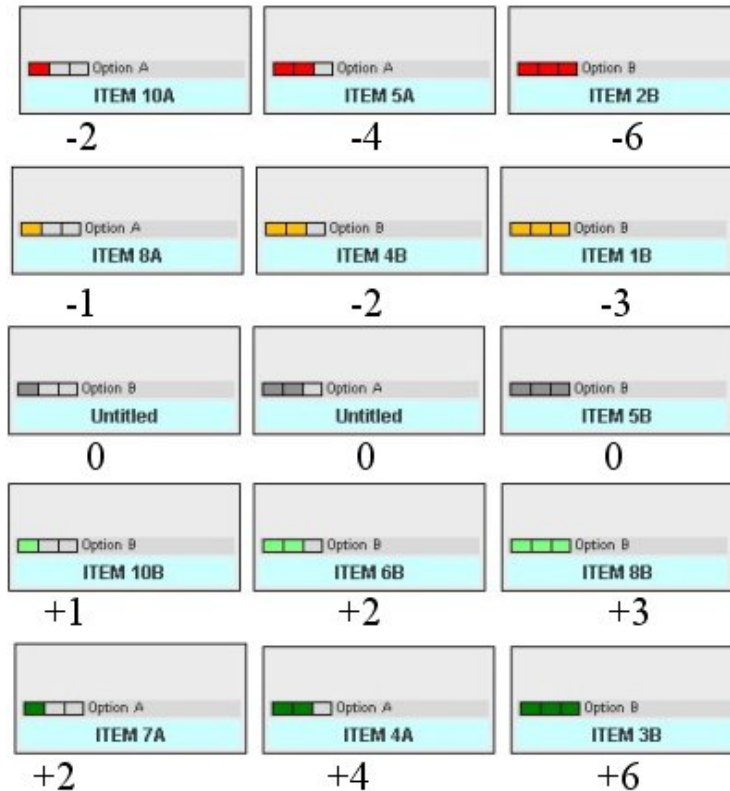 Option A Option A Option B
ITEM 10A ITEM 5A ITEM 2B
-2 -4 -6
Option A Option B Option B
ITEM 8A ITEM 4B ITEM 1B
-1 -2 -3
Option B Option A Option B
Untitled Untitled ITEM 5B
0 0 0
Option B Option B Option B
ITEM 10B ITEM 6B ITEM 8B
+1 +2 +3
Option A Option A Option B
ITEM 7A ITEM 4A ITEM 3B
+2 +4 +6